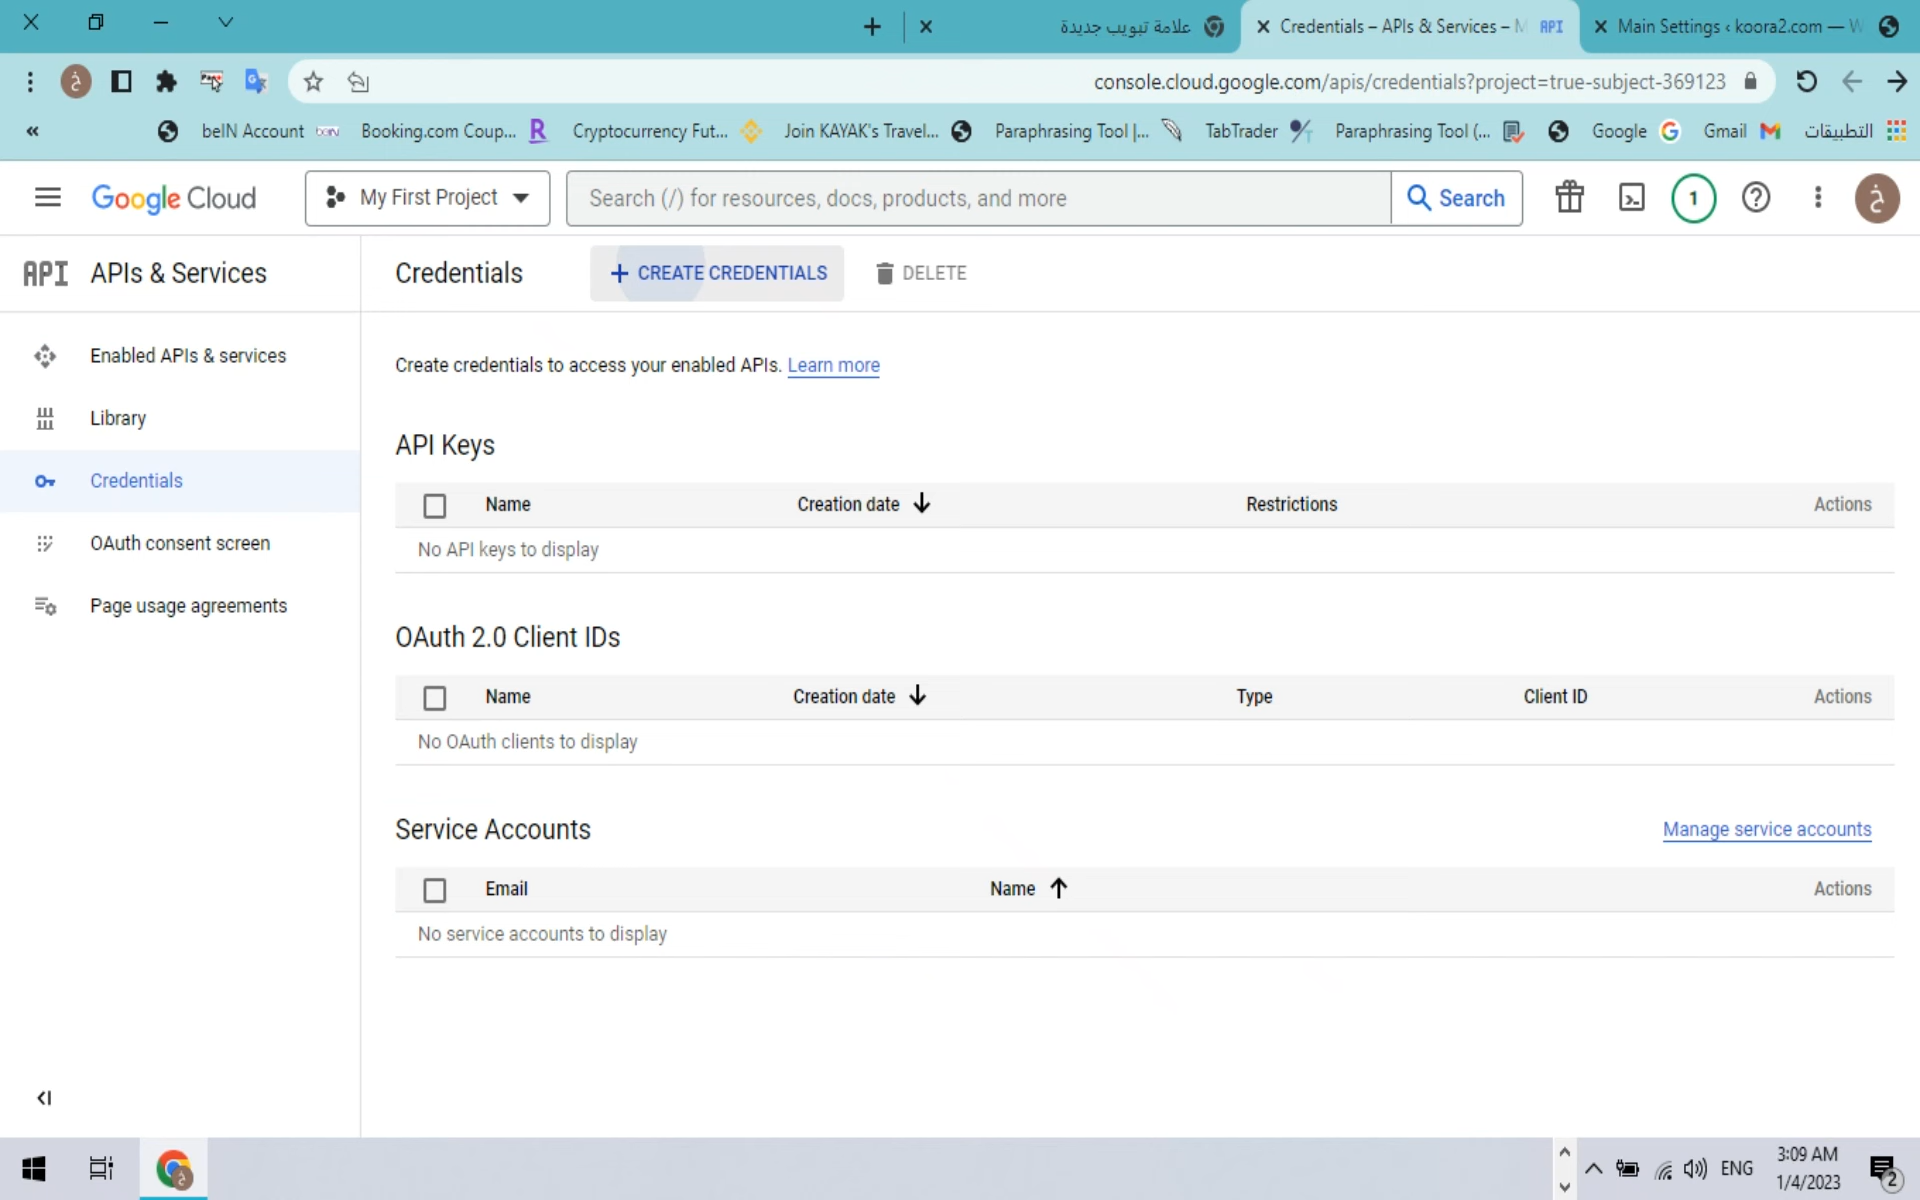 علامة تبويب جديدة
Credentials – APIs & Services – M
API
Main Settings ‹ koora2.com — W
console.cloud.google.com/apis/credentials?project=true-subject-369123
«
beIN Account
beIN
Booking.com Coup...
R
Cryptocurrency Fut...
Join KAYAK's Travel...
Paraphrasing Tool |...
TabTrader
Paraphrasing Tool (...
Google
Gmail
التطبيقات
Google Cloud
My First Project
Search (/) for resources, docs, products, and more
Search
1
خ
API APIs & Services
Credentials
+ CREATE CREDENTIALS
DELETE
Enabled APIs & services
Library
Credentials
OAuth consent screen
Page usage agreements
Create credentials to access your enabled APIs. Learn more
API Keys
Name Creation date Restrictions Actions
No API keys to display
OAuth 2.0 Client IDs
Name Creation date Type Client ID Actions
No OAuth clients to display
Service Accounts
Manage service accounts
Email Name Actions
No service accounts to display
ENG
3:09 AM
1/4/2023
2